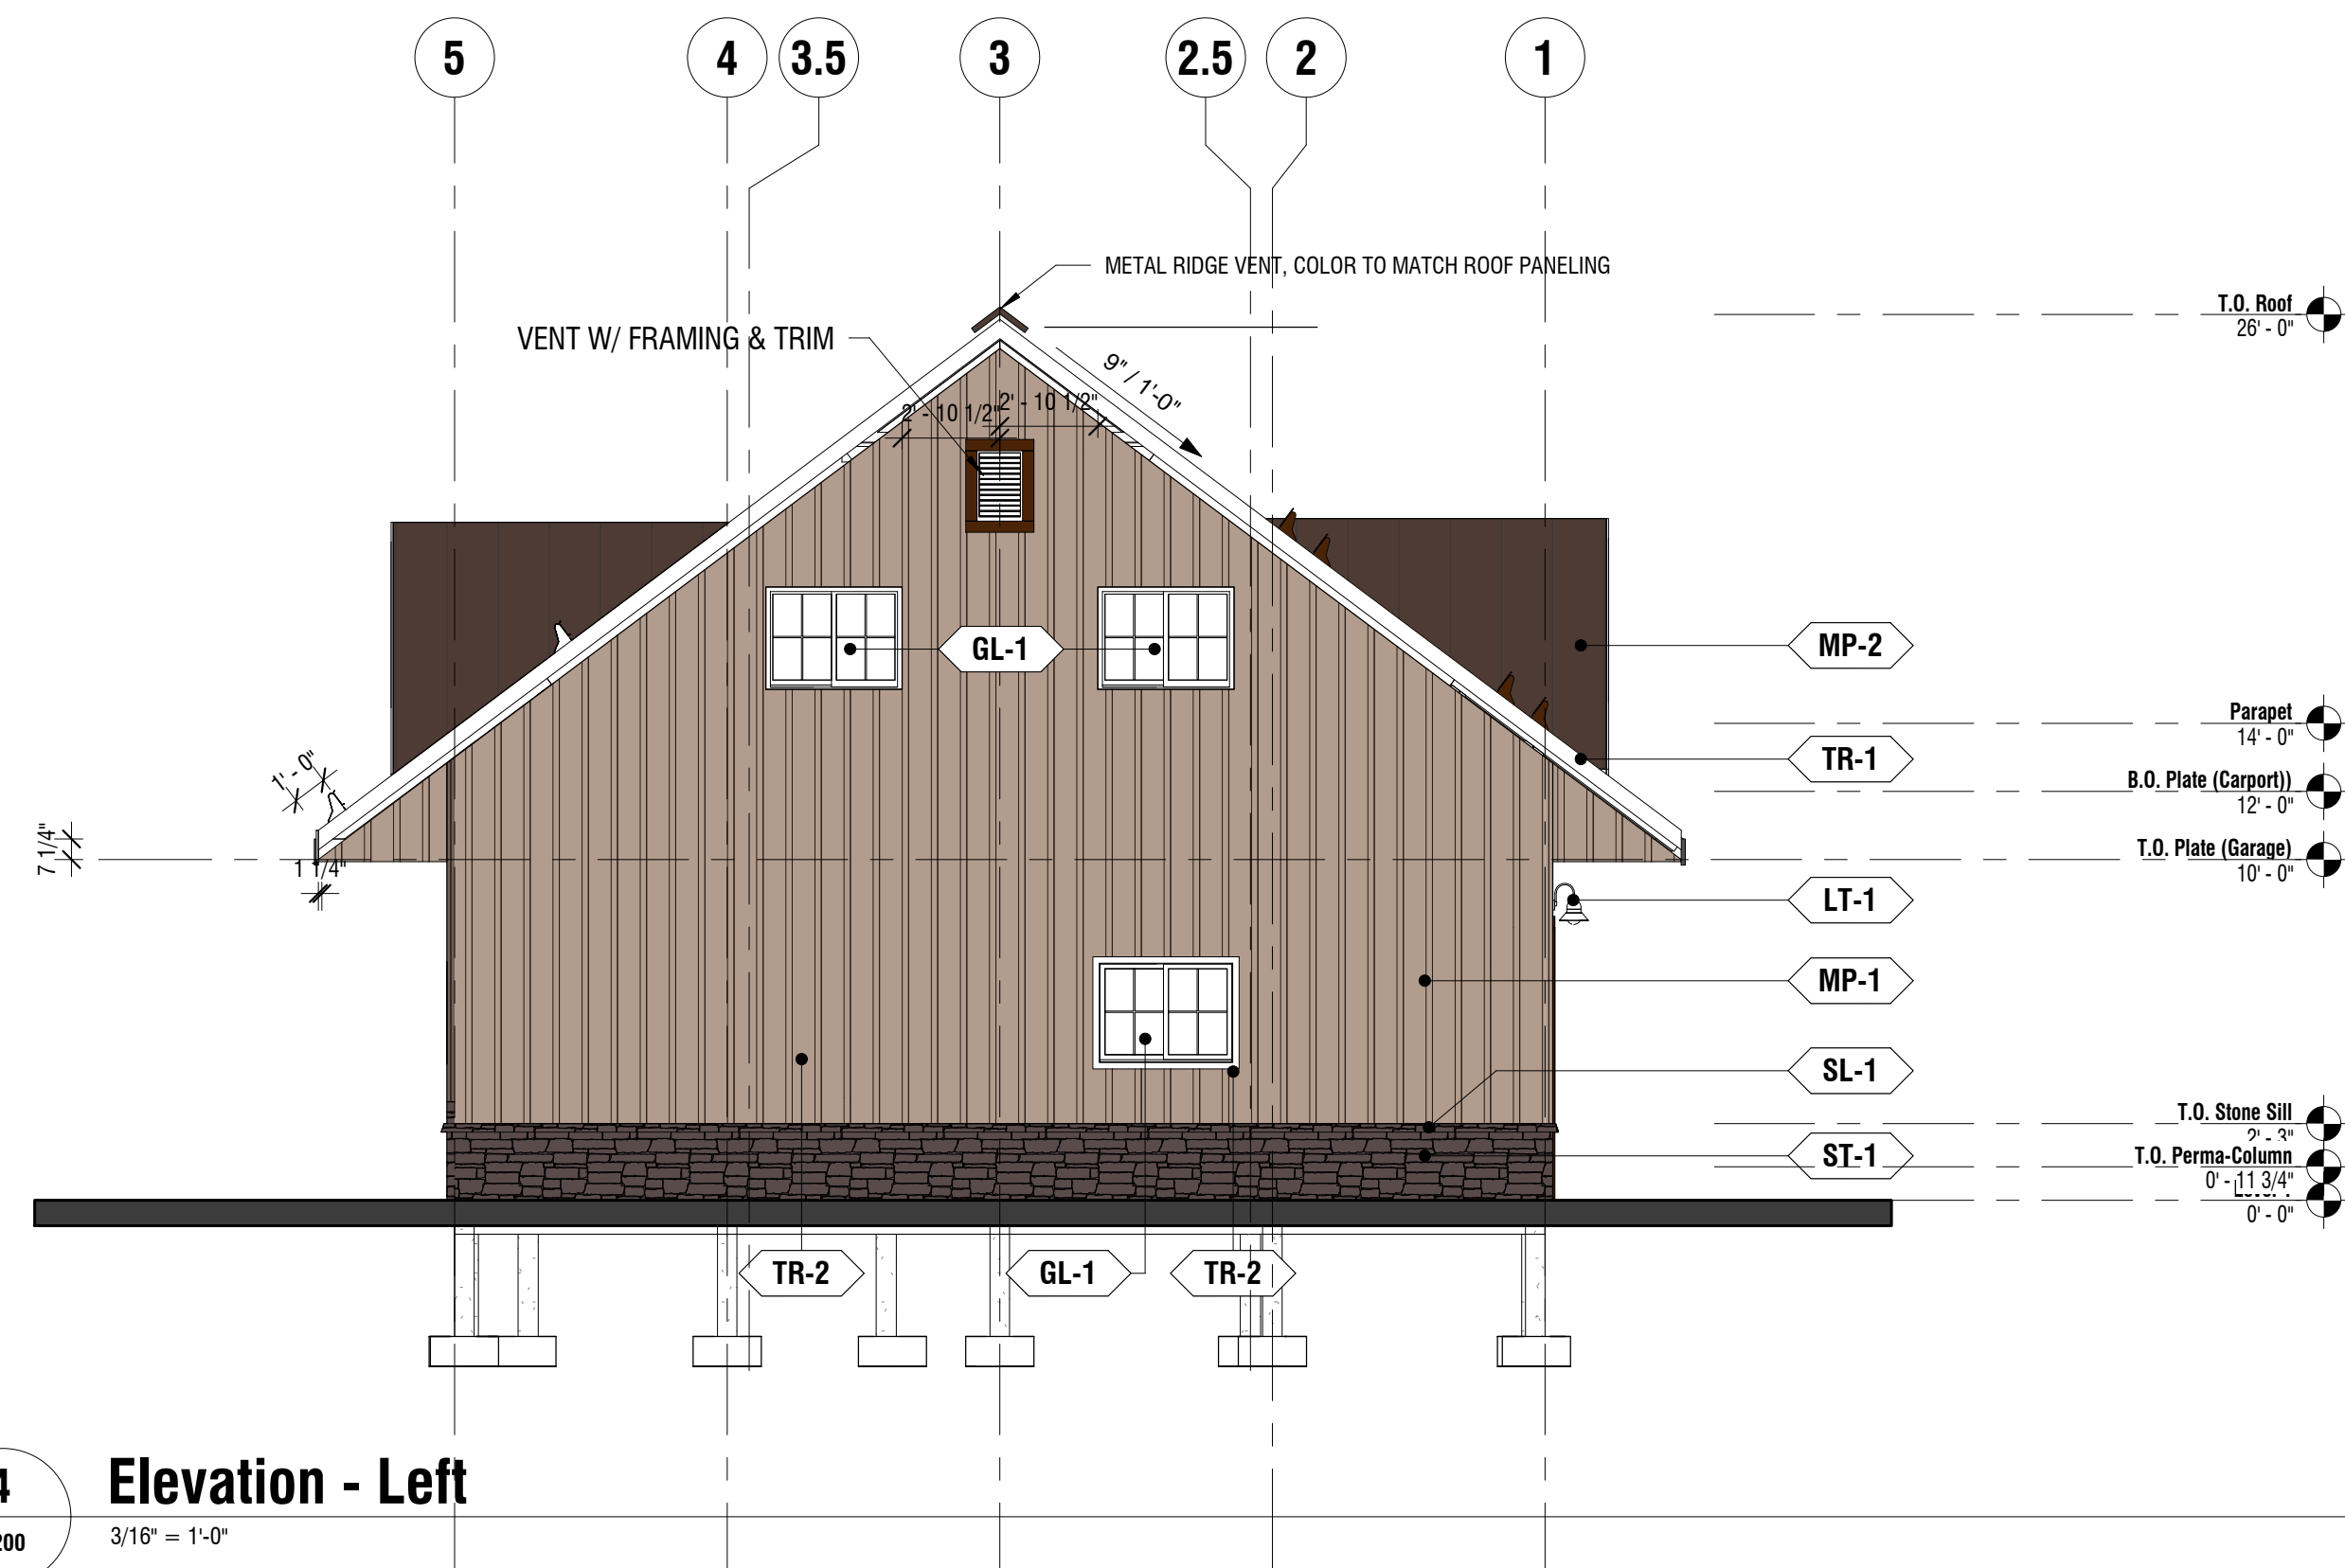 5
4
3.5
3
2.5
2
1
METAL RIDGE VENT, COLOR TO MATCH ROOF PANELING
VENT W/ FRAMING & TRIM
9" / 1'-0"
2' - 10 1/2"
2' - 10 1/2"
T.O. Roof
26' - 0"
GL-1
MP-2
Parapet
14' - 0"
TR-1
B.O. Plate (Carport))
12' - 0"
1' - 0"
7 1/4"
1 1/4"
T.O. Plate (Garage)
10' - 0"
LT-1
MP-1
SL-1
T.O. Stone Sill
2' - 3"
ST-1
T.O. Perma-Column
0' - 11 3/4"
0' - 0"
TR-2
GL-1
TR-2
4
Elevation - Left
200
3/16" = 1'-0"